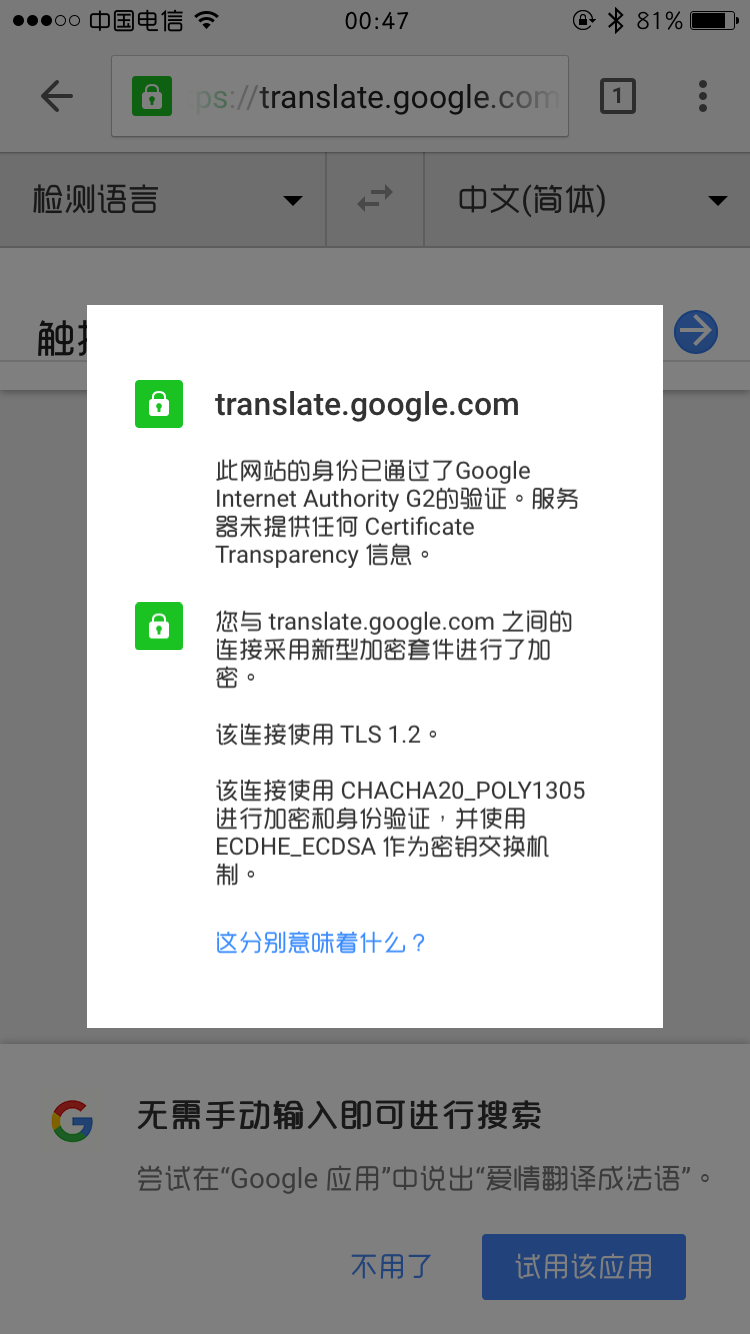 中国电信
00:47
81%
ps://translate.google.com
1
检测语言
中文(简体)
触
translate.google.com
此网站的身份已通过了Google
Internet Authority G2的验证。服务
器未提供任何 Certificate
Transparency 信息。
您与 translate.google.com 之间的
连接采用新型加密套件进行了加
密。
该连接使用 TLS 1.2。
该连接使用 CHACHA20_POLY1305
进行加密和身份验证，并使用
ECDHE_ECDSA 作为密钥交换机
制。
这分别意味着什么？
无需手动输入即可进行搜索
尝试在“Google 应用”中说出“爱情翻译成法语”。
不用了
试用该应用